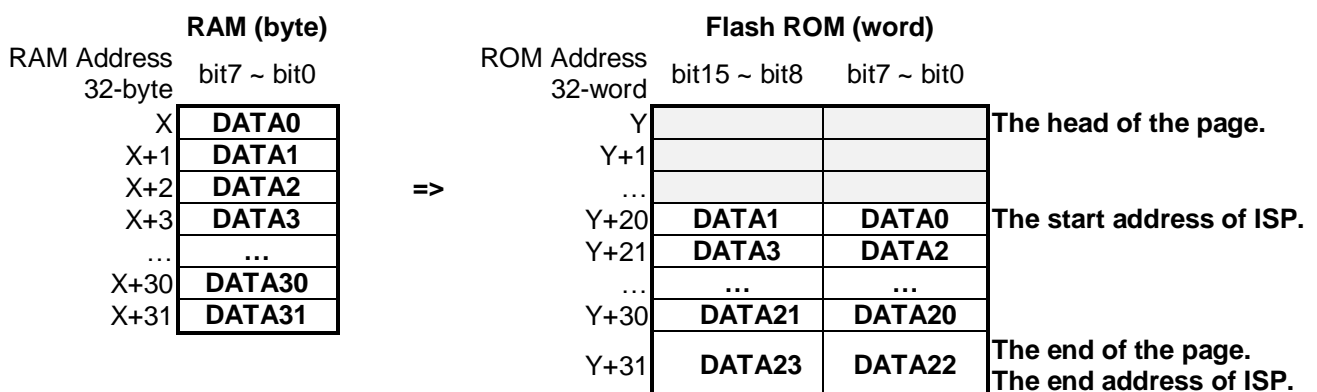 RAM (byte) Flash ROM (word)
RAM Address 32-byte bit7 ~ bit0 ROM Address 32-word bit15 ~ bit8 bit7 ~ bit0
X DATA0 Y The head of the page.
X+1 DATA1 Y+1
X+2 DATA2 => …
X+3 DATA3 Y+20 DATA1 DATA0 The start address of ISP.
… … Y+21 DATA3 DATA2
X+30 DATA30 … … …
X+31 DATA31 Y+30 DATA21 DATA20
Y+31 DATA23 DATA22 The end of the page.
The end address of ISP.